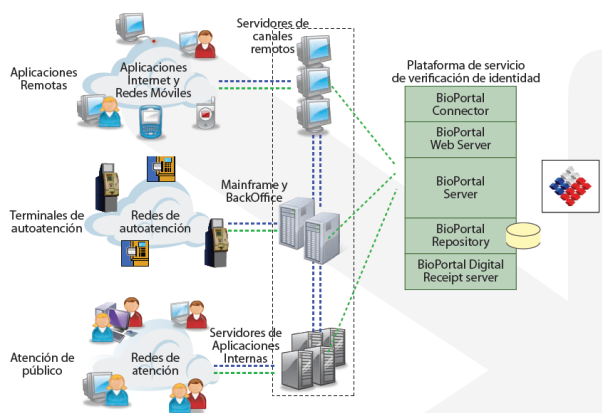 Servidores de
canales
remotos
Aplicaciones
Remotas
Aplicaciones
Internet y
Redes Móviles
Plataforma de servicio
de verificación de identidad
BioPortal
Connector
BioPortal
Web Server
BioPortal
Server
BioPortal
Repository
BioPortal Digital
Receipt server
Mainframe y
BackOffice
Terminales de
autoatención
Redes de
autoatención
Servidores de
Aplicaciones
Internas
Atención de
público
Redes de
atención